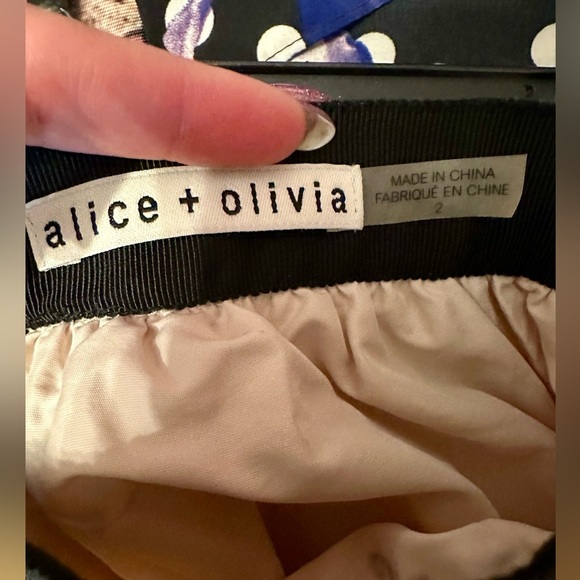 alice + olivia
MADE IN CHINA
FABRIQUÉ EN CHINE
2